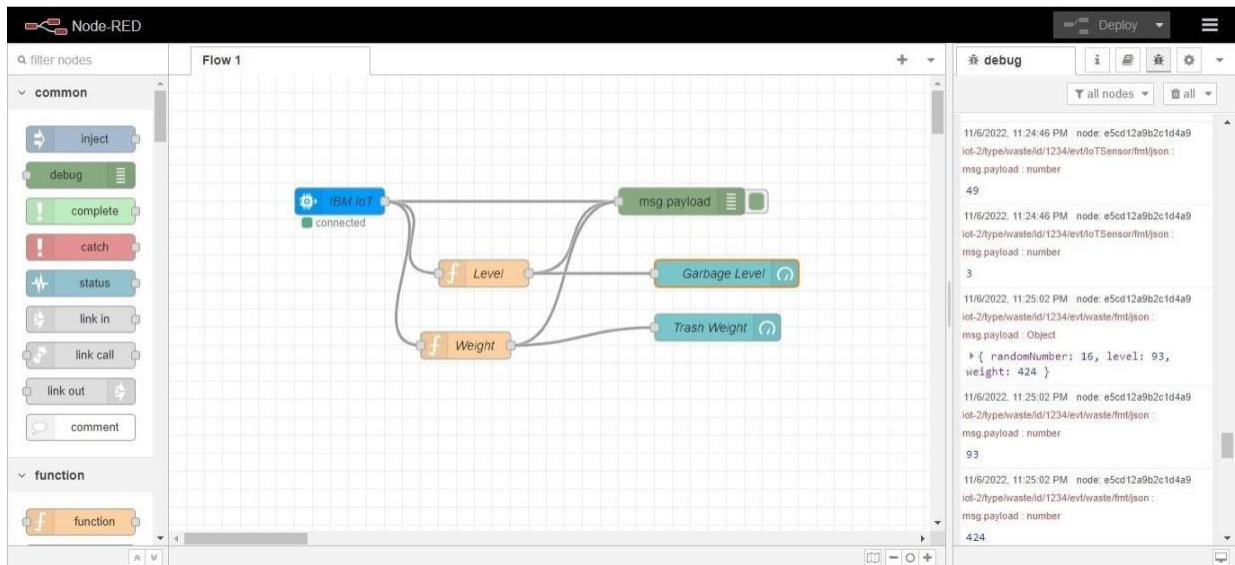 Node-RED
Deploy
filter nodes
Flow 1
debug
i
common
all nodes
all
inject
debug
complete
catch
status
link in
link call
link out
comment
function
function
IBM IoT
connected
msg.payload
Level
Garbage Level
Weight
Trash Weight
11/6/2022, 11:24:46 PM node: e5cd12a9b2c1d4a9
iot-2/type/waste/id/1234/evt/IoTSensor/fmt/json :
msg.payload : number
49
11/6/2022, 11:24:46 PM node: e5cd12a9b2c1d4a9
iot-2/type/waste/id/1234/evt/IoTSensor/fmt/json :
msg.payload : number
3
11/6/2022, 11:25:02 PM node: e5cd12a9b2c1d4a9
iot-2/type/waste/id/1234/evt/waste/fmt/json :
msg.payload : Object
{ randomNumber: 16, level: 93,
weight: 424 }
11/6/2022, 11:25:02 PM node: e5cd12a9b2c1d4a9
iot-2/type/waste/id/1234/evt/waste/fmt/json :
msg.payload : number
93
11/6/2022, 11:25:02 PM node: e5cd12a9b2c1d4a9
iot-2/type/waste/id/1234/evt/waste/fmt/json :
msg.payload : number
424